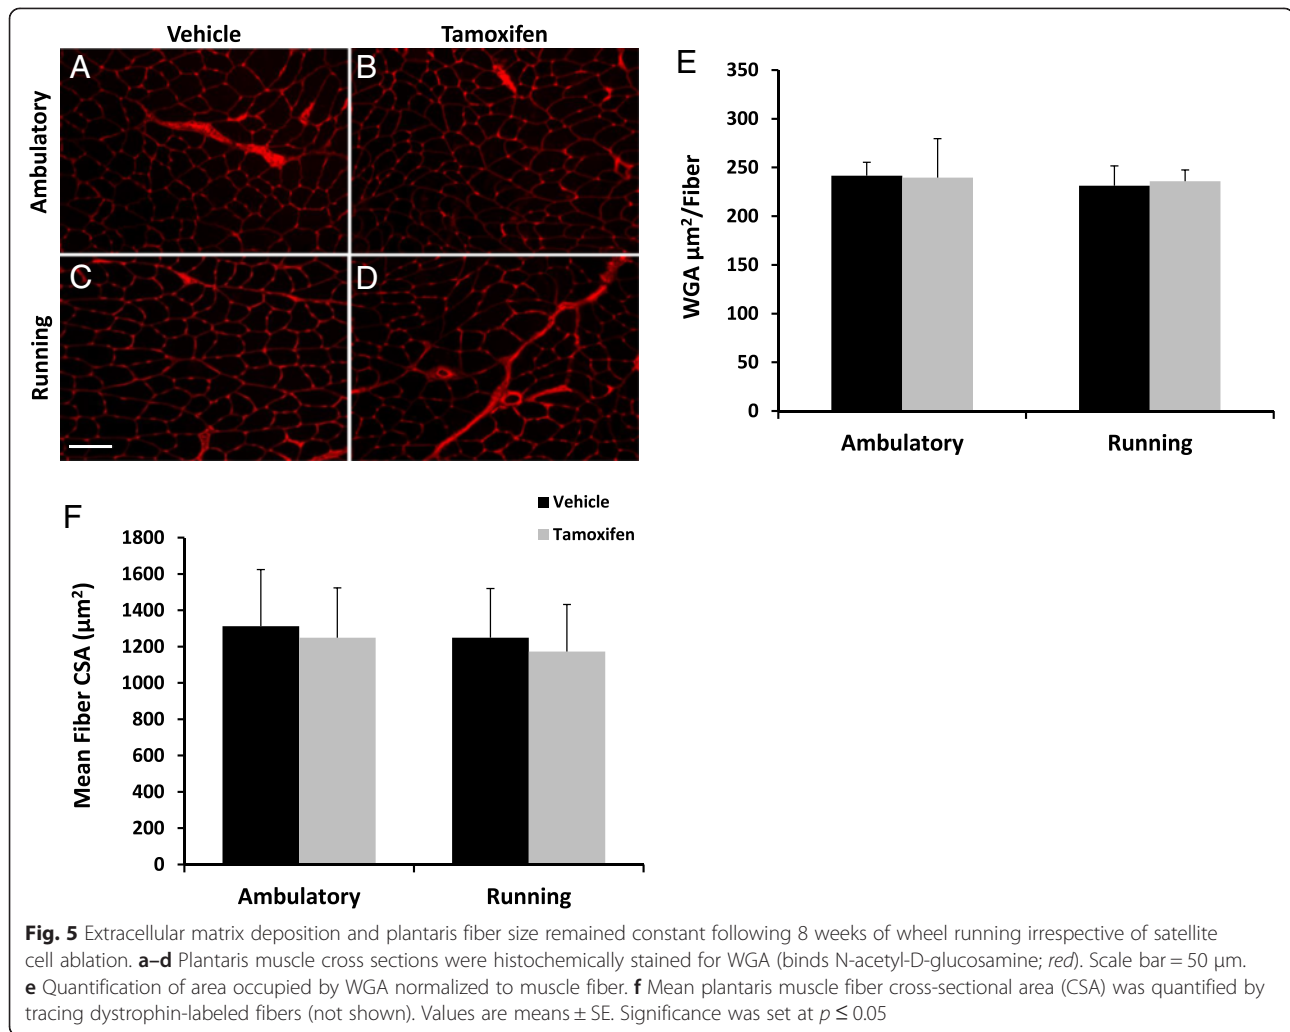 Vehicle Tamoxifen
Ambulatory
Running
A
B
C
D
E
350
300
250
200
150
100
50
0
WGA µm²/Fiber
Ambulatory Running
F
Vehicle
Tamoxifen
1800
1600
1400
1200
1000
800
600
400
200
0
Mean Fiber CSA (µm²)
Ambulatory Running
Fig. 5 Extracellular matrix deposition and plantaris fiber size remained constant following 8 weeks of wheel running irrespective of satellite
cell ablation. a–d Plantaris muscle cross sections were histochemically stained for WGA (binds N-acetyl-D-glucosamine; red). Scale bar = 50 µm.
e Quantification of area occupied by WGA normalized to muscle fiber. f Mean plantaris muscle fiber cross-sectional area (CSA) was quantified by
tracing dystrophin-labeled fibers (not shown). Values are means ± SE. Significance was set at p ≤ 0.05